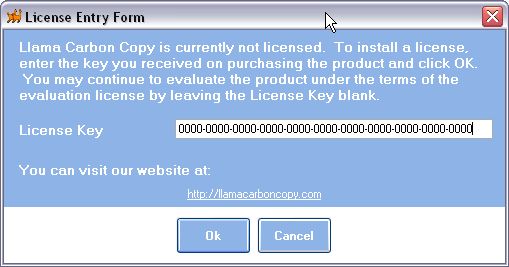 License Entry Form
Llama Carbon Copy is currently not licensed.  To install a license,
enter the key you received on purchasing the product and click OK.
You may continue to evaluate the product under the terms of the
evaluation license by leaving the License Key blank.
License Key
0000-0000-0000-0000-0000-0000-0000-0000-0000-0000-0000
You can visit our website at:
http://llamacarboncopy.com
Ok
Cancel